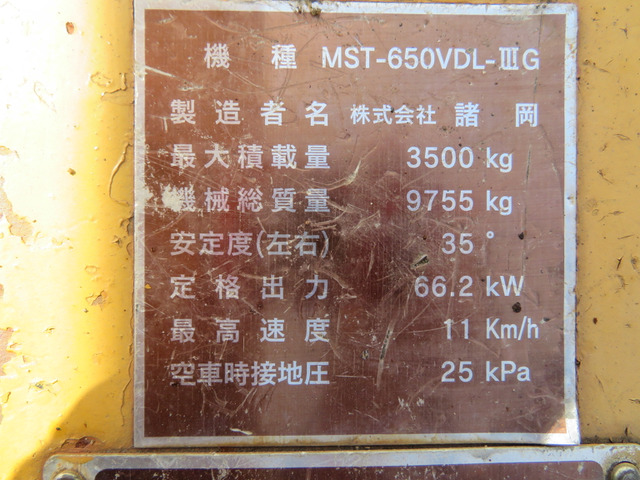 機種 MST-650VDL-ⅢG
製造者名 株式会社 諸岡
最大積載量 3500 kg
機械総質量 9755 kg
安定度(左右) 35 °
定格出力 66.2 kW
最高速度 11 Km/h
空車時接地圧 25 kPa